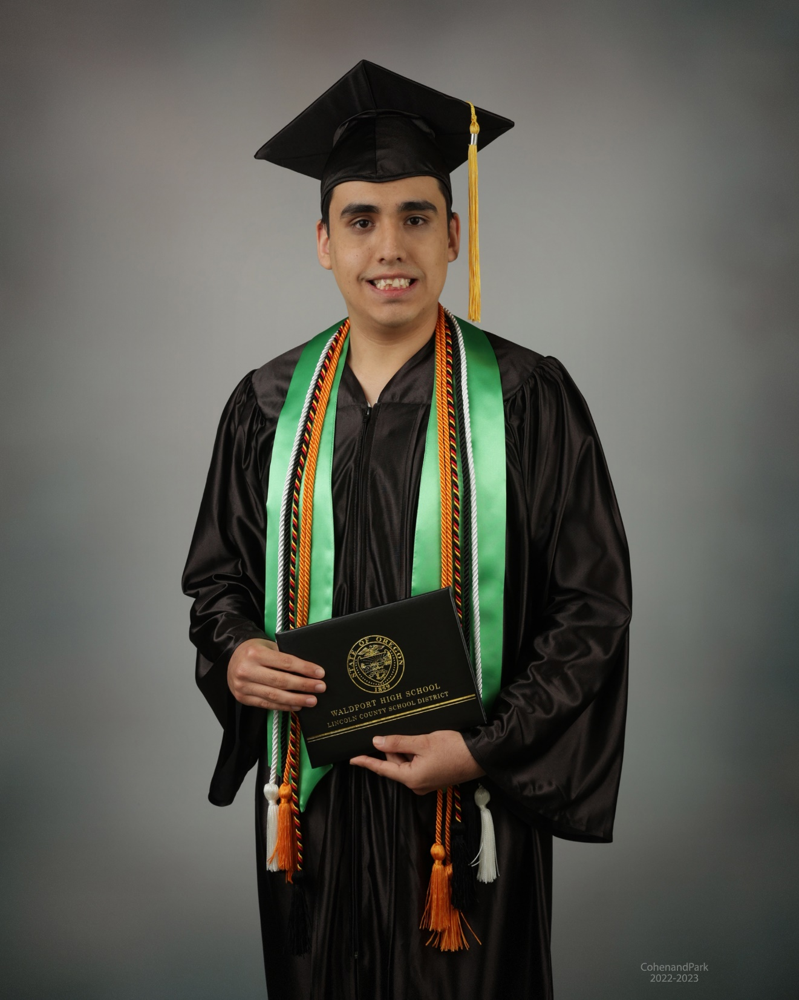 STATE OF OREGON
1859
WALDPORT HIGH SCHOOL
LINCOLN COUNTY SCHOOL DISTRICT
CohenandPark
2022-2023